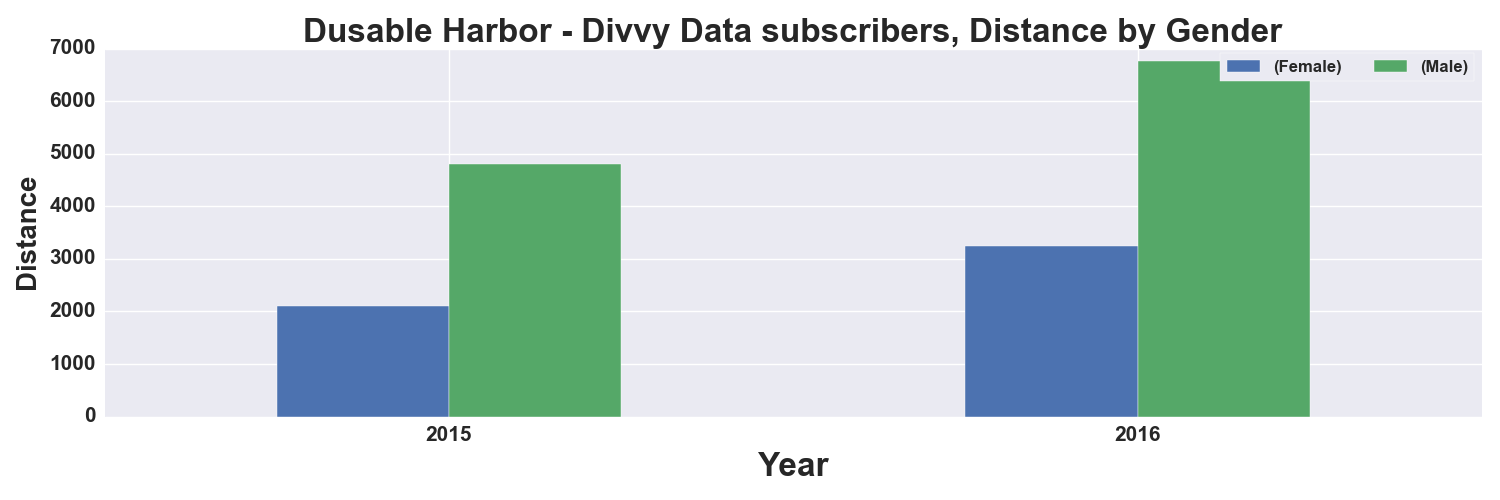 Dusable Harbor - Divvy Data subscribers, Distance by Gender
7000
6000
5000
4000
3000
2000
1000
0
Distance
(Female) (Male)
2015 2016
Year